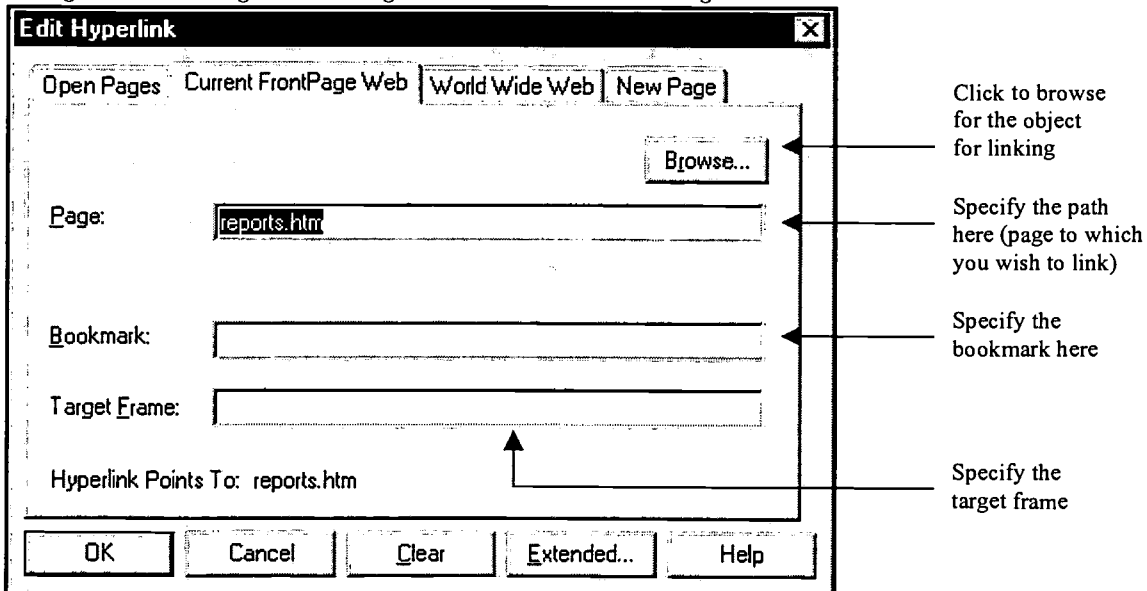 Edit Hyperlink
Open Pages
Current FrontPage Web
World Wide Web
New Page
Browse...
Click to browse
for the object
for linking
Page:
reports.htm
Specify the path
here (page to which
you wish to link)
Bookmark:
Specify the
bookmark here
Target Frame:
Hyperlink Points To: reports.htm
Specify the
target frame
OK
Cancel
Clear
Extended...
Help